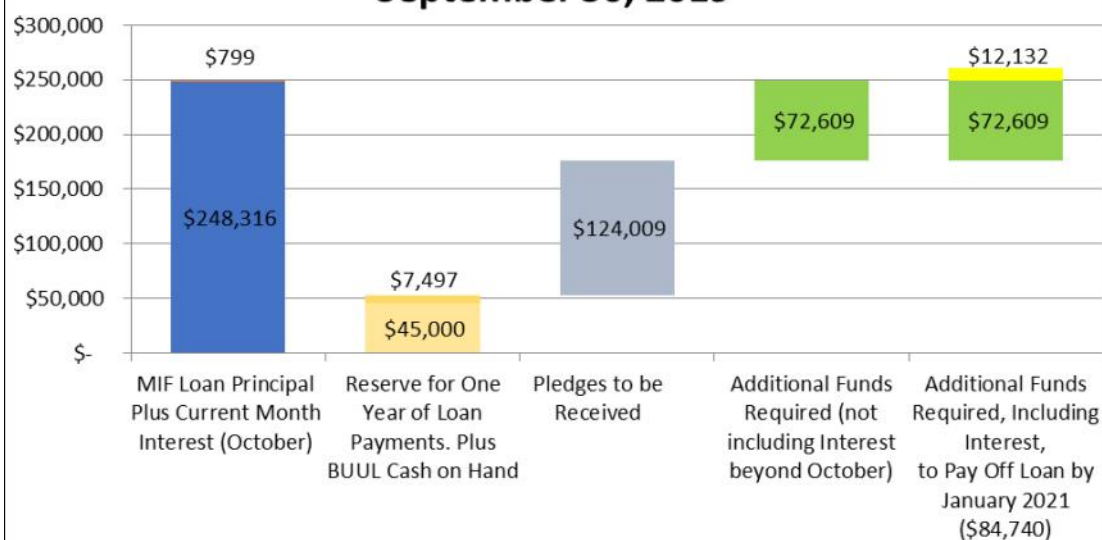 $300,000
$250,000
$200,000
$150,000
$100,000
$50,000
$-
$799
$248,316
$7,497
$45,000
$124,009
$72,609
$12,132
$72,609
MIF Loan Principal
Plus Current Month
Interest (October)
Reserve for One
Year of Loan
Payments. Plus
BUUL Cash on Hand
Pledges to be
Received
Additional Funds
Required (not
including Interest
beyond October)
Additional Funds
Required, Including
Interest,
to Pay Off Loan by
January 2021
($84,740)